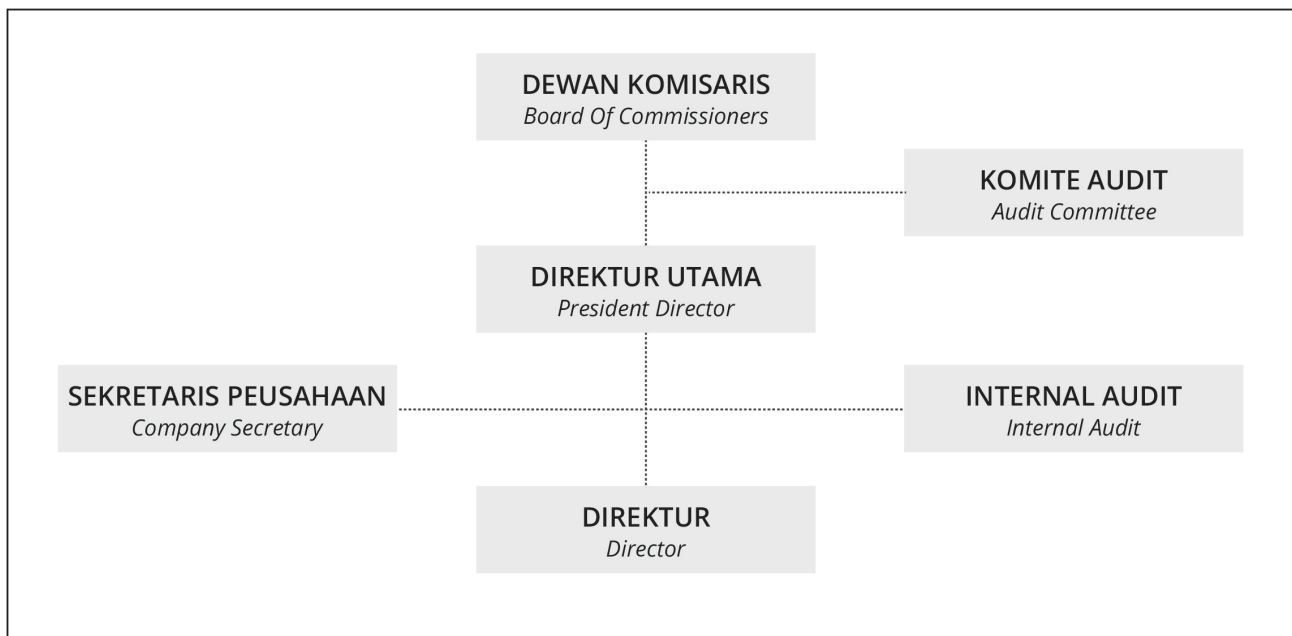 DEWAN KOMISARIS
Board Of Commissioners
KOMITE AUDIT
Audit Committee
DIREKTUR UTAMA
President Director
SEKRETARIS PEUSAHAAN
Company Secretary
INTERNAL AUDIT
Internal Audit
DIREKTUR
Director